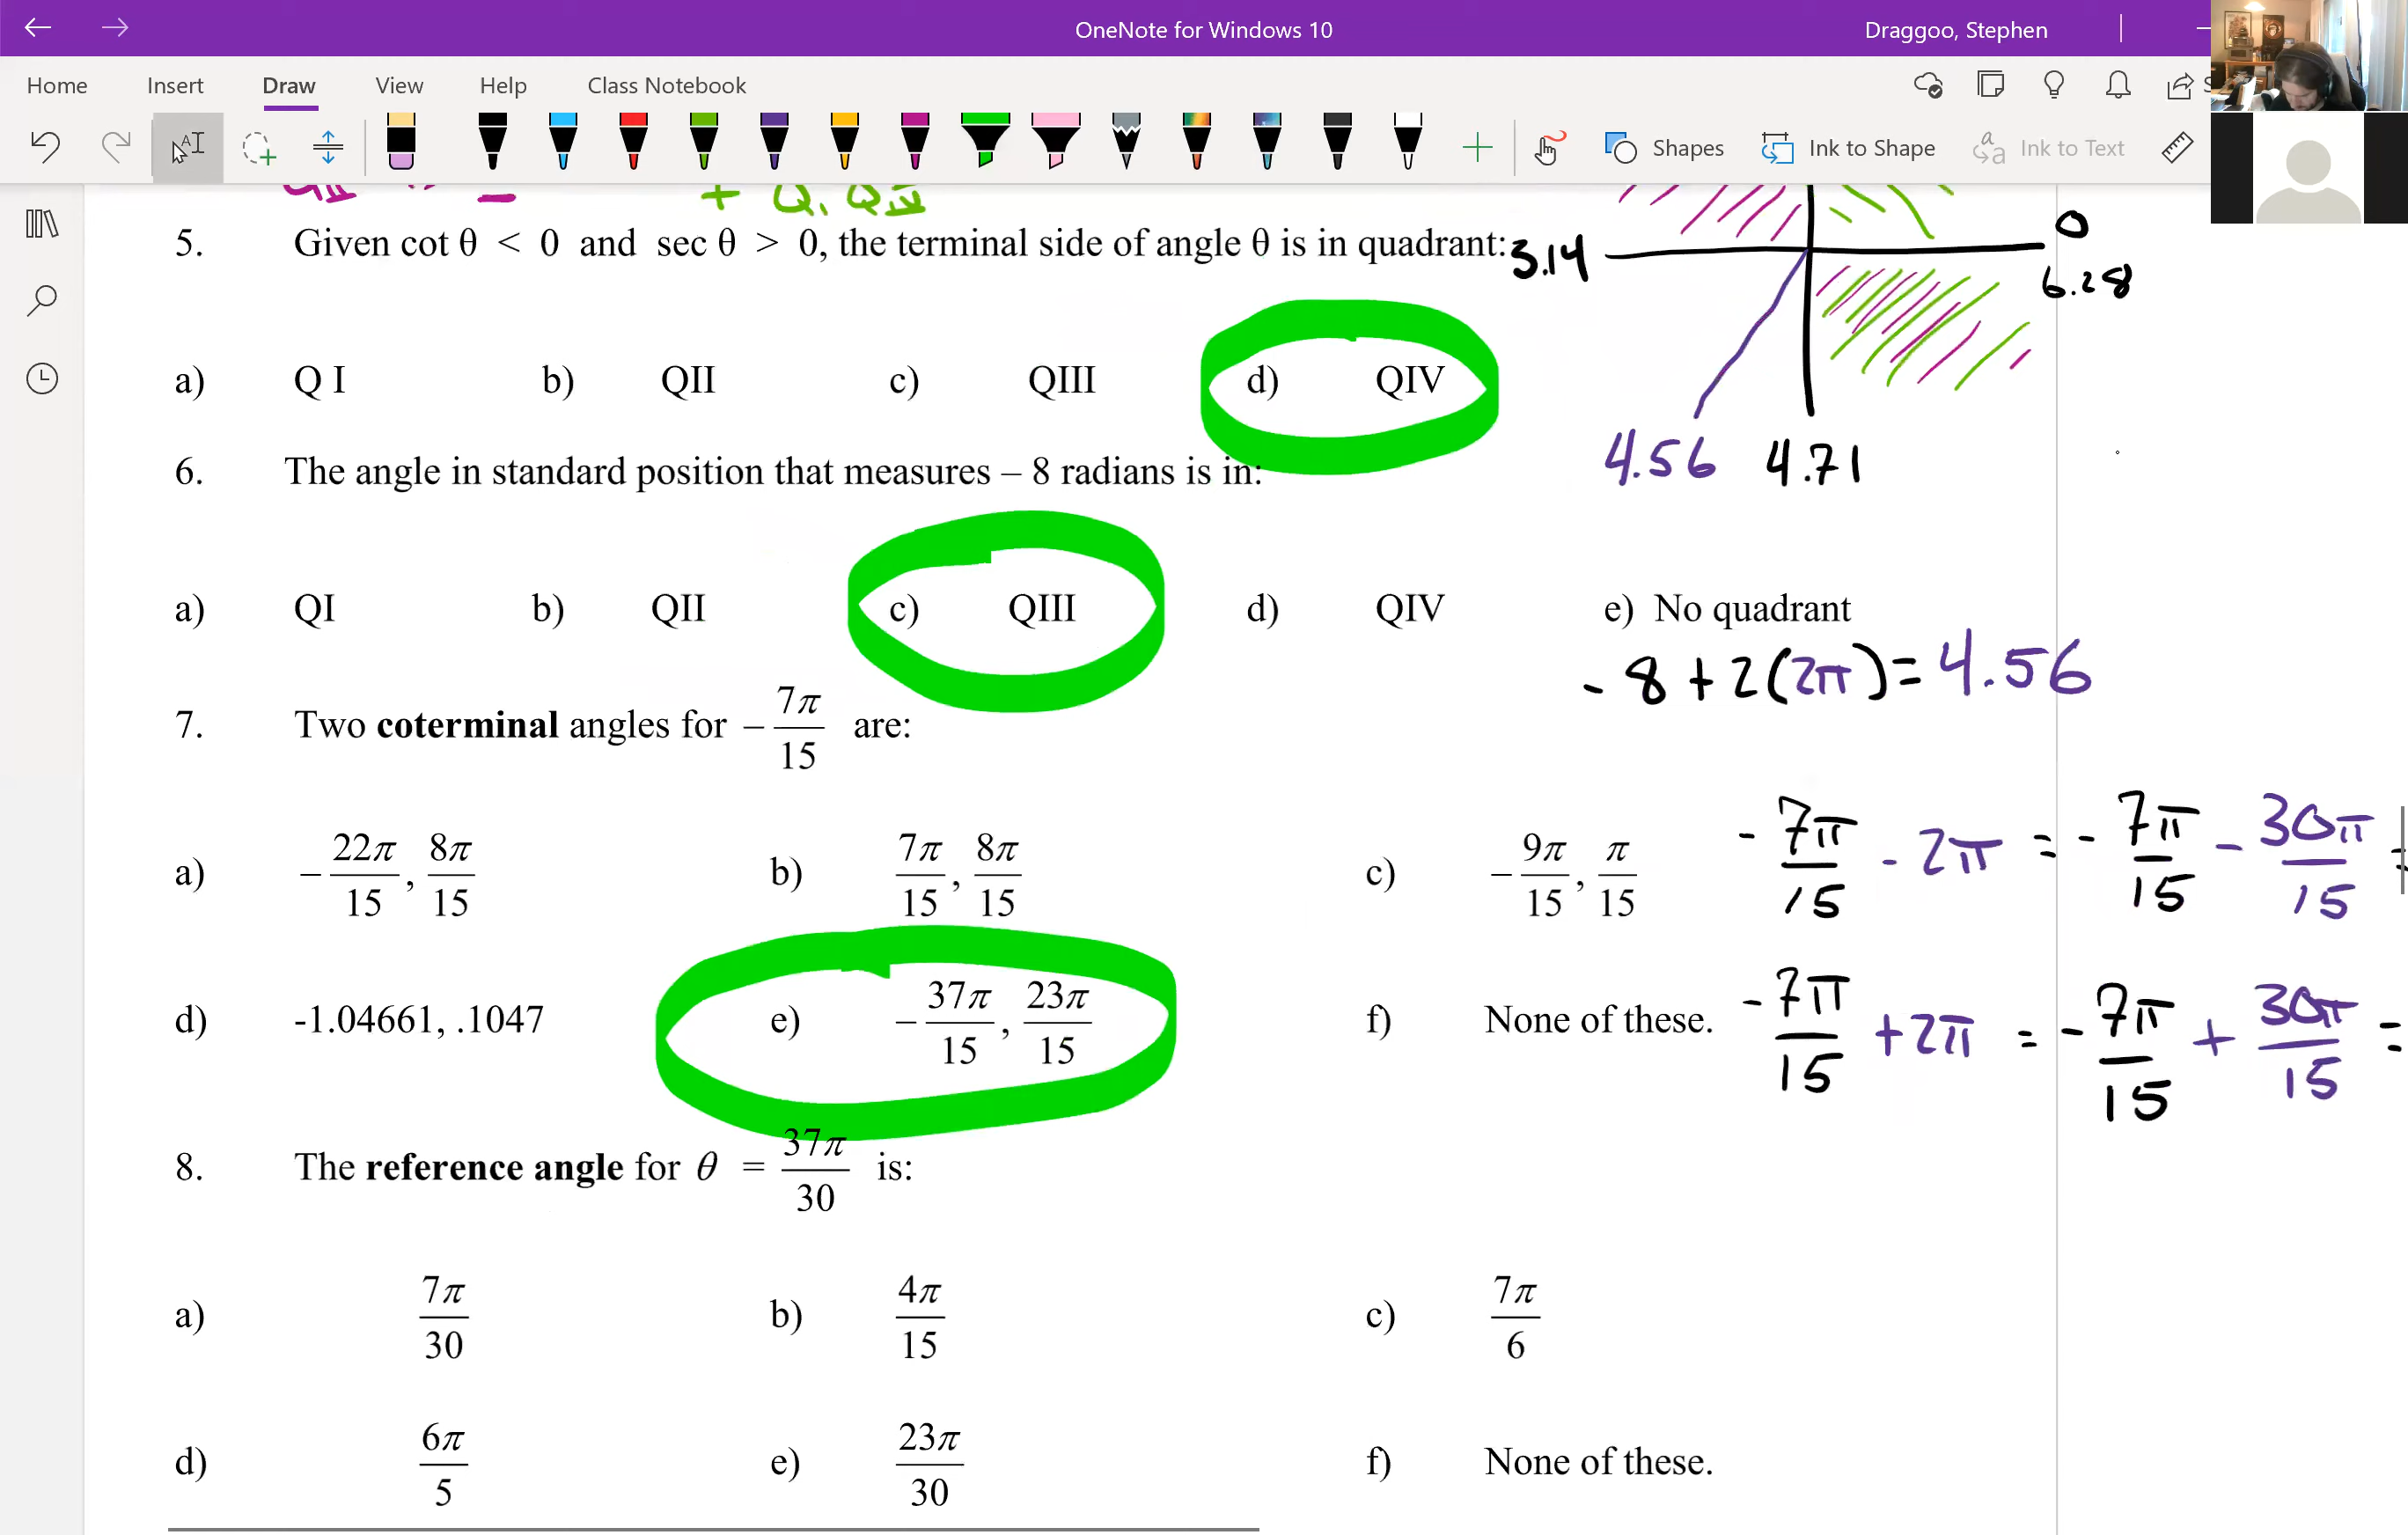 OneNote for Windows 10
Draggoo, Stephen
Home Insert Draw View Help Class Notebook
Shapes Ink to Shape Ink to Text
+ Q, QIV
5. Given cot θ < 0 and sec θ > 0, the terminal side of angle θ is in quadrant:
3.14
0
6.28
a) Q I b) QII c) QIII d) QIV
4.56 4.71
6. The angle in standard position that measures – 8 radians is in:
a) QI b) QII c) QIII d) QIV e) No quadrant
- 8 + 2(2π) = 4.56
7. Two coterminal angles for – 7π/15 are:
a) – 22π/15, 8π/15 b) 7π/15, 8π/15 c) – 9π/15, π/15
- 7π/15 - 2π = - 7π/15 - 30π/15 =
d) -1.04661, .1047 e) – 37π/15, 23π/15 f) None of these.
- 7π/15 + 2π = - 7π/15 + 30π/15 =
8. The reference angle for θ = 37π/30 is:
a) 7π/30 b) 4π/15 c) 7π/6
d) 6π/5 e) 23π/30 f) None of these.